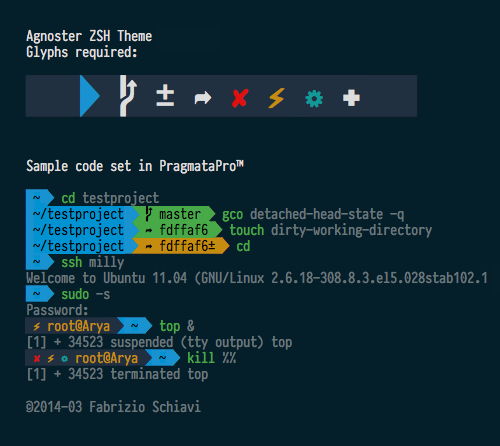 Agnoster ZSH Theme
Glyphs required:
± ➦ ✘ ⚡ ⚙ ✚
Sample code set in PragmataPro™
~ cd testproject
~/testproject master gco detached-head-state -q
~/testproject ➦ fdffaf6 touch dirty-working-directory
~/testproject ➦ fdffaf6± cd
~ ssh milly
Welcome to Ubuntu 11.04 (GNU/Linux 2.6.18-308.8.3.el5.028stab102.1
~ sudo -s
Password:
⚡ root@Arya ~ top &
[1] + 34523 suspended (tty output) top
✘ ⚡ ⚙ root@Arya ~ kill %%
[1] + 34523 terminated top
©2014-03 Fabrizio Schiavi